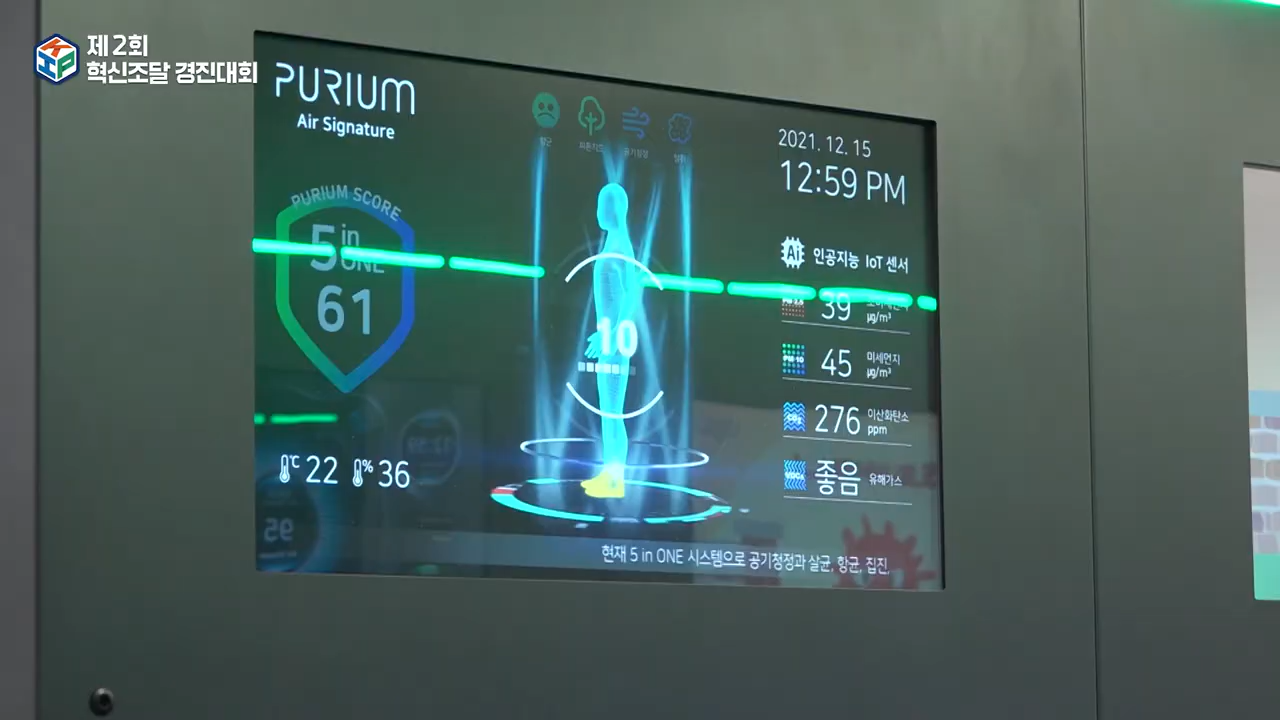 제2회
혁신조달 경진대회
PURIUM
Air Signature
PURIUM SCORE
5 in ONE
61
℃ 22 % 36
10
2021. 12. 15
12:59 PM
Ai 인공지능 IoT 센서
39 μg/m³
PM 10 45 미세먼지 μg/m³
CO₂ 276 이산화탄소 ppm
좋음 유해가스
현재 5 in ONE 시스템으로 공기청정과 살균, 항균, 집진,